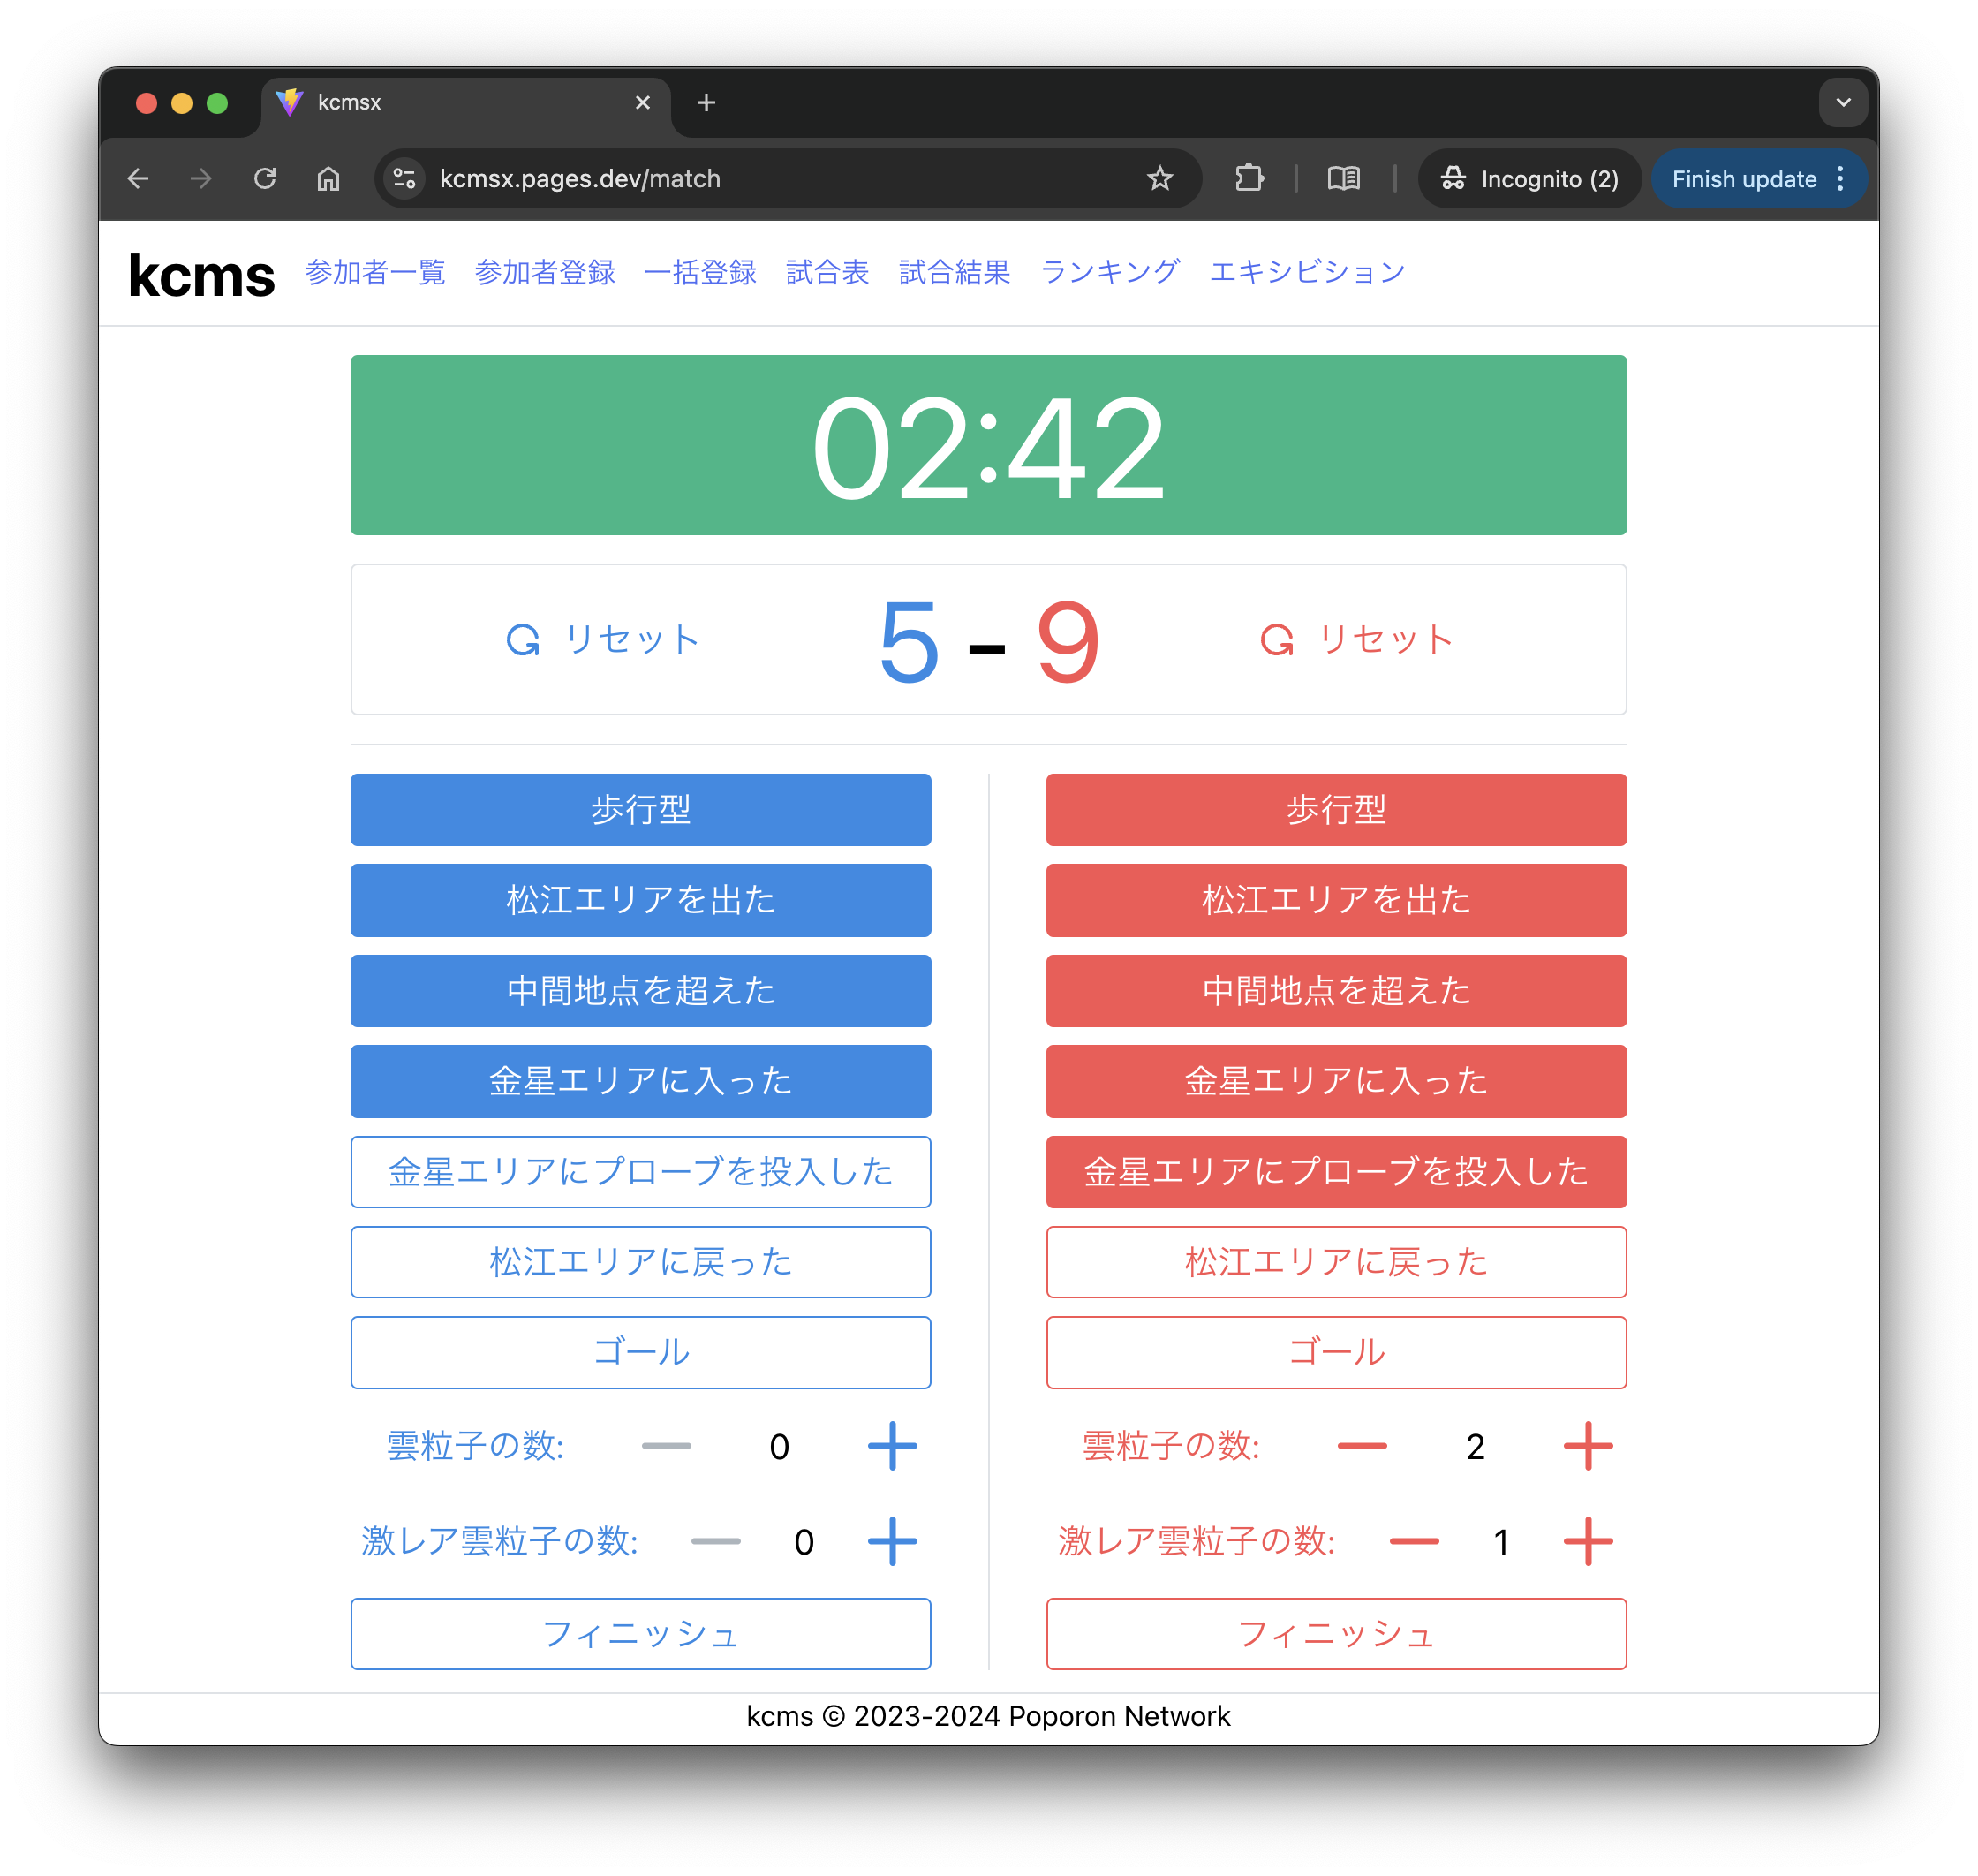 kcmsx
kcmsx.pages.dev/match
Incognito (2)
Finish update
kcms 参加者一覧 参加者登録 一括登録 試合表 試合結果 ランキング エキシビション
02:42
リセット 5 - 9 リセット
歩行型
松江エリアを出た
中間地点を超えた
金星エリアに入った
金星エリアにプローブを投入した
松江エリアに戻った
ゴール
雲粒子の数: 0
激レア雲粒子の数: 0
フィニッシュ
歩行型
松江エリアを出た
中間地点を超えた
金星エリアに入った
金星エリアにプローブを投入した
松江エリアに戻った
ゴール
雲粒子の数: 2
激レア雲粒子の数: 1
フィニッシュ
kcms © 2023-2024 Poporon Network